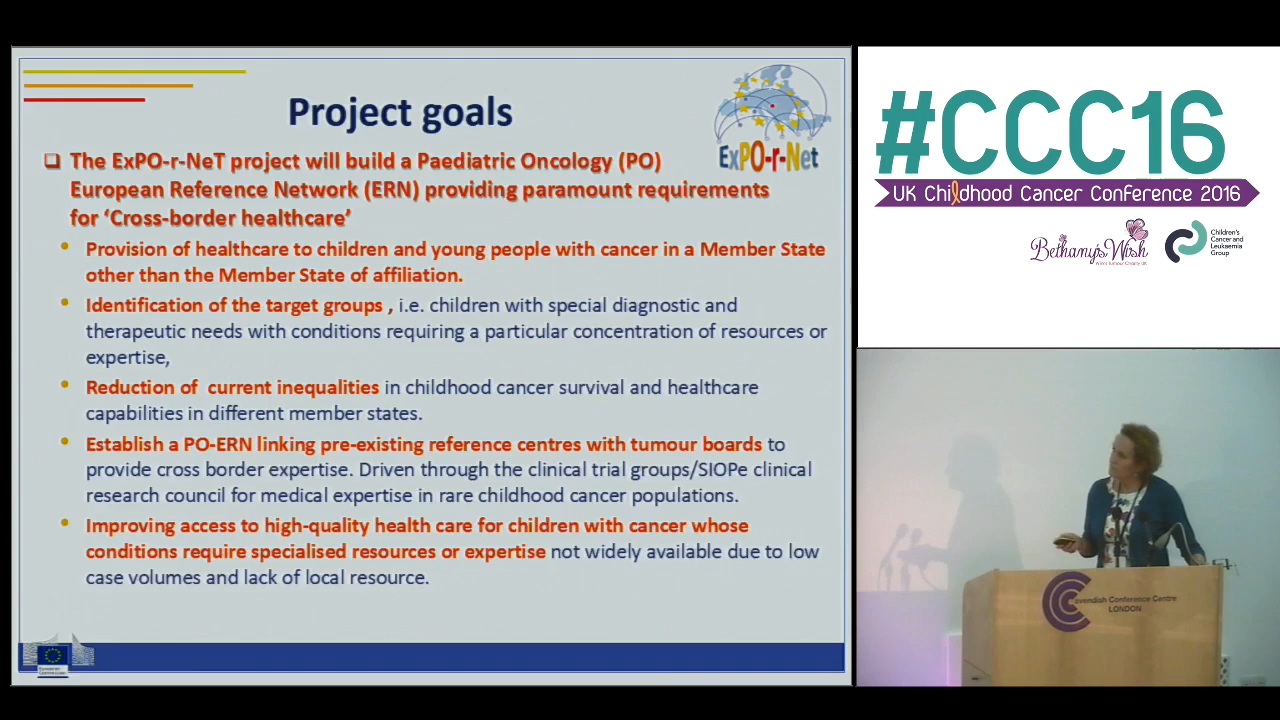 Project goals
ExPO-r-Net
The ExPO-r-NeT project will build a Paediatric Oncology (PO)
European Reference Network (ERN) providing paramount requirements
for ‘Cross-border healthcare’
Provision of healthcare to children and young people with cancer in a Member State
other than the Member State of affiliation.
Identification of the target groups , i.e. children with special diagnostic and
therapeutic needs with conditions requiring a particular concentration of resources or
expertise,
Reduction of current inequalities in childhood cancer survival and healthcare
capabilities in different member states.
Establish a PO-ERN linking pre-existing reference centres with tumour boards to
provide cross border expertise. Driven through the clinical trial groups/SIOPe clinical
research council for medical expertise in rare childhood cancer populations.
Improving access to high-quality health care for children with cancer whose
conditions require specialised resources or expertise not widely available due to low
case volumes and lack of local resource.
European
Commission
#CCC16
UK Childhood Cancer Conference 2016
Bethany's Wish
Children's
Cancer and
Leukaemia
Group
Cavendish Conference Centre
LONDON